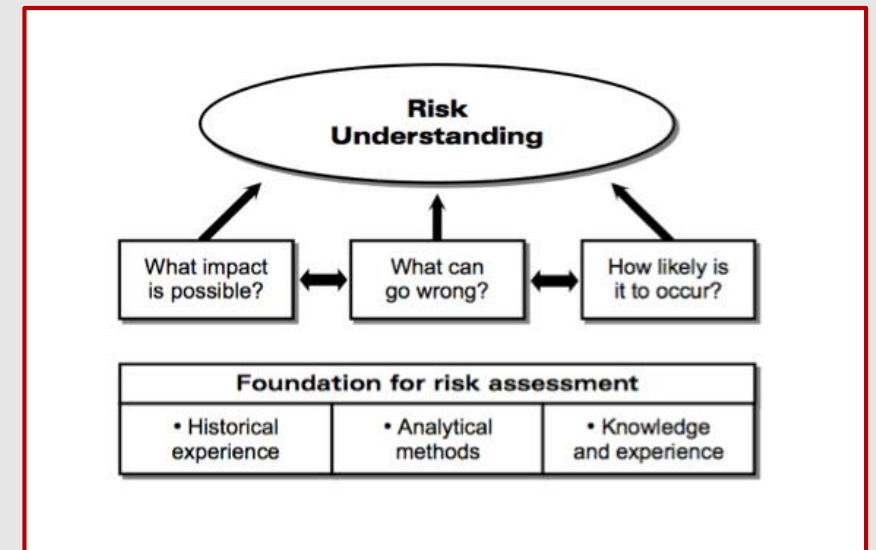 Risk
Understanding
What impact
is possible?
What can
go wrong?
How likely is
it to occur?
Foundation for risk assessment
• Historical
experience
• Analytical
methods
• Knowledge
and experience